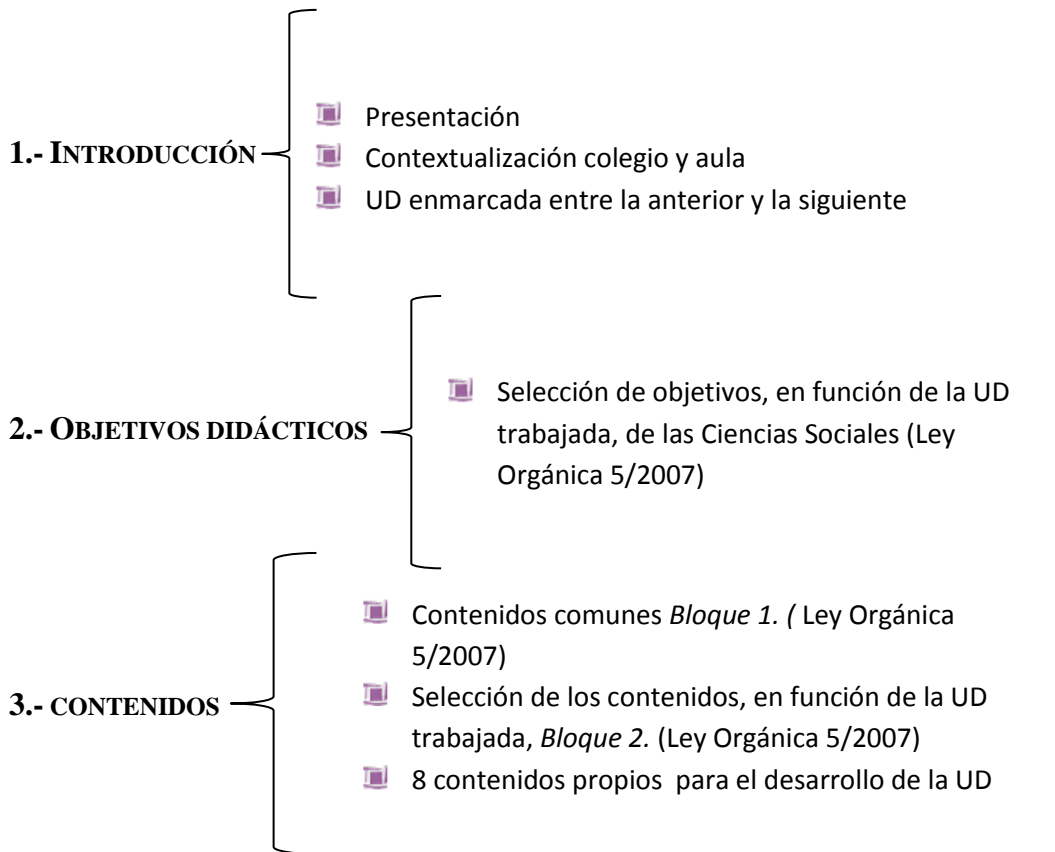 1.- INTRODUCCIÓN
Presentación
Contextualización colegio y aula
UD enmarcada entre la anterior y la siguiente
2.- OBJETIVOS DIDÁCTICOS
Selección de objetivos, en función de la UD
trabajada, de las Ciencias Sociales (Ley
Orgánica 5/2007)
3.- CONTENIDOS
Contenidos comunes Bloque 1. ( Ley Orgánica
5/2007)
Selección de los contenidos, en función de la UD
trabajada, Bloque 2. (Ley Orgánica 5/2007)
8 contenidos propios para el desarrollo de la UD